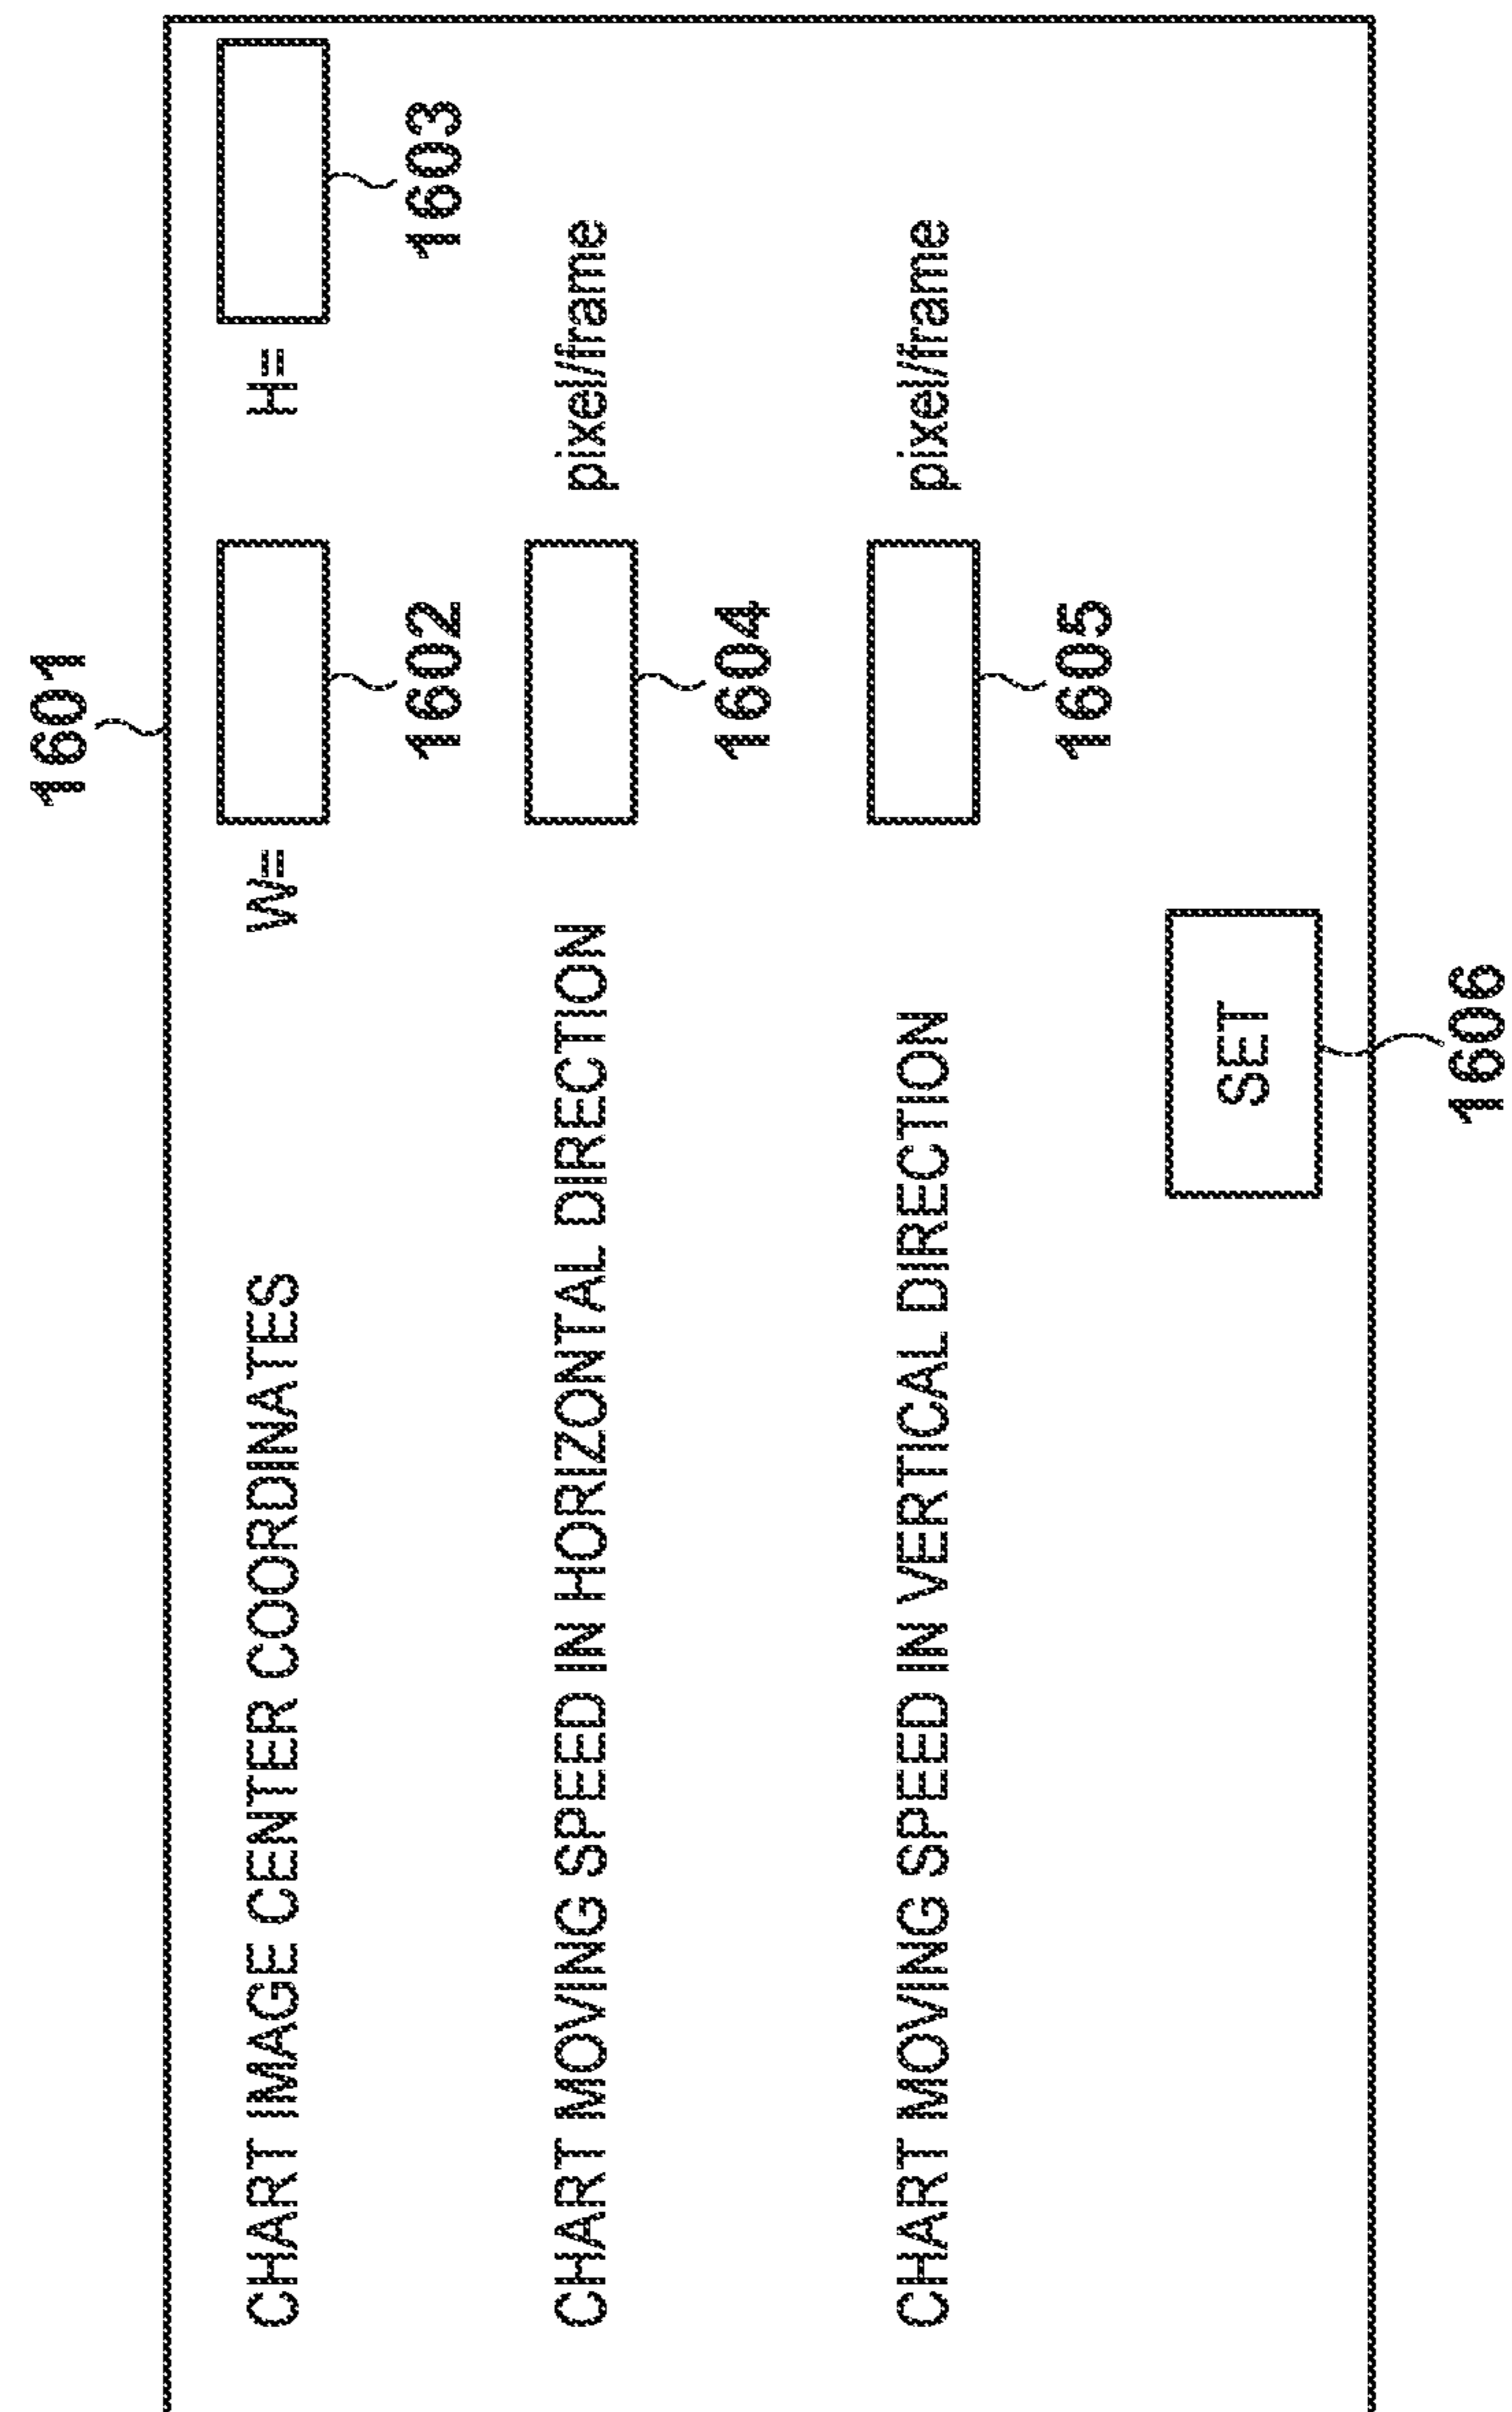 1601
CHART IMAGE CENTER COORDINATES W= H=
1602 1603
CHART MOVING SPEED IN HORIZONTAL DIRECTION pixel/frame
1604
CHART MOVING SPEED IN VERTICAL DIRECTION pixel/frame
1605
SET
1606